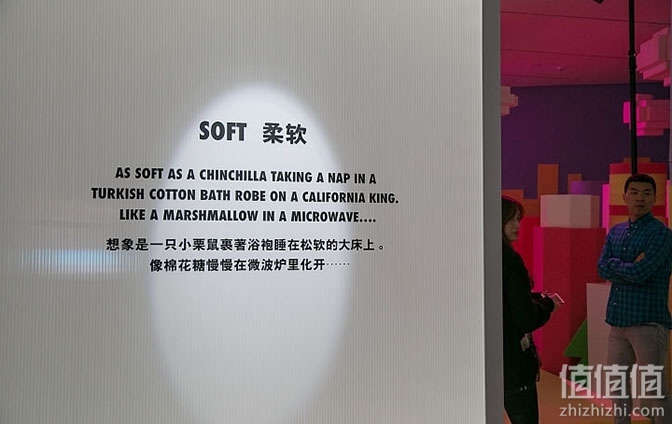 SOFT 柔软
AS SOFT AS A CHINCHILLA TAKING A NAP IN A
TURKISH COTTON BATH ROBE ON A CALIFORNIA KING.
LIKE A MARSHMALLOW IN A MICROWAVE....
想象是一只小栗鼠裹著浴袍睡在松软的大床上。
像棉花糖慢慢在微波炉里化开……
值值值
zhizhizhi.com